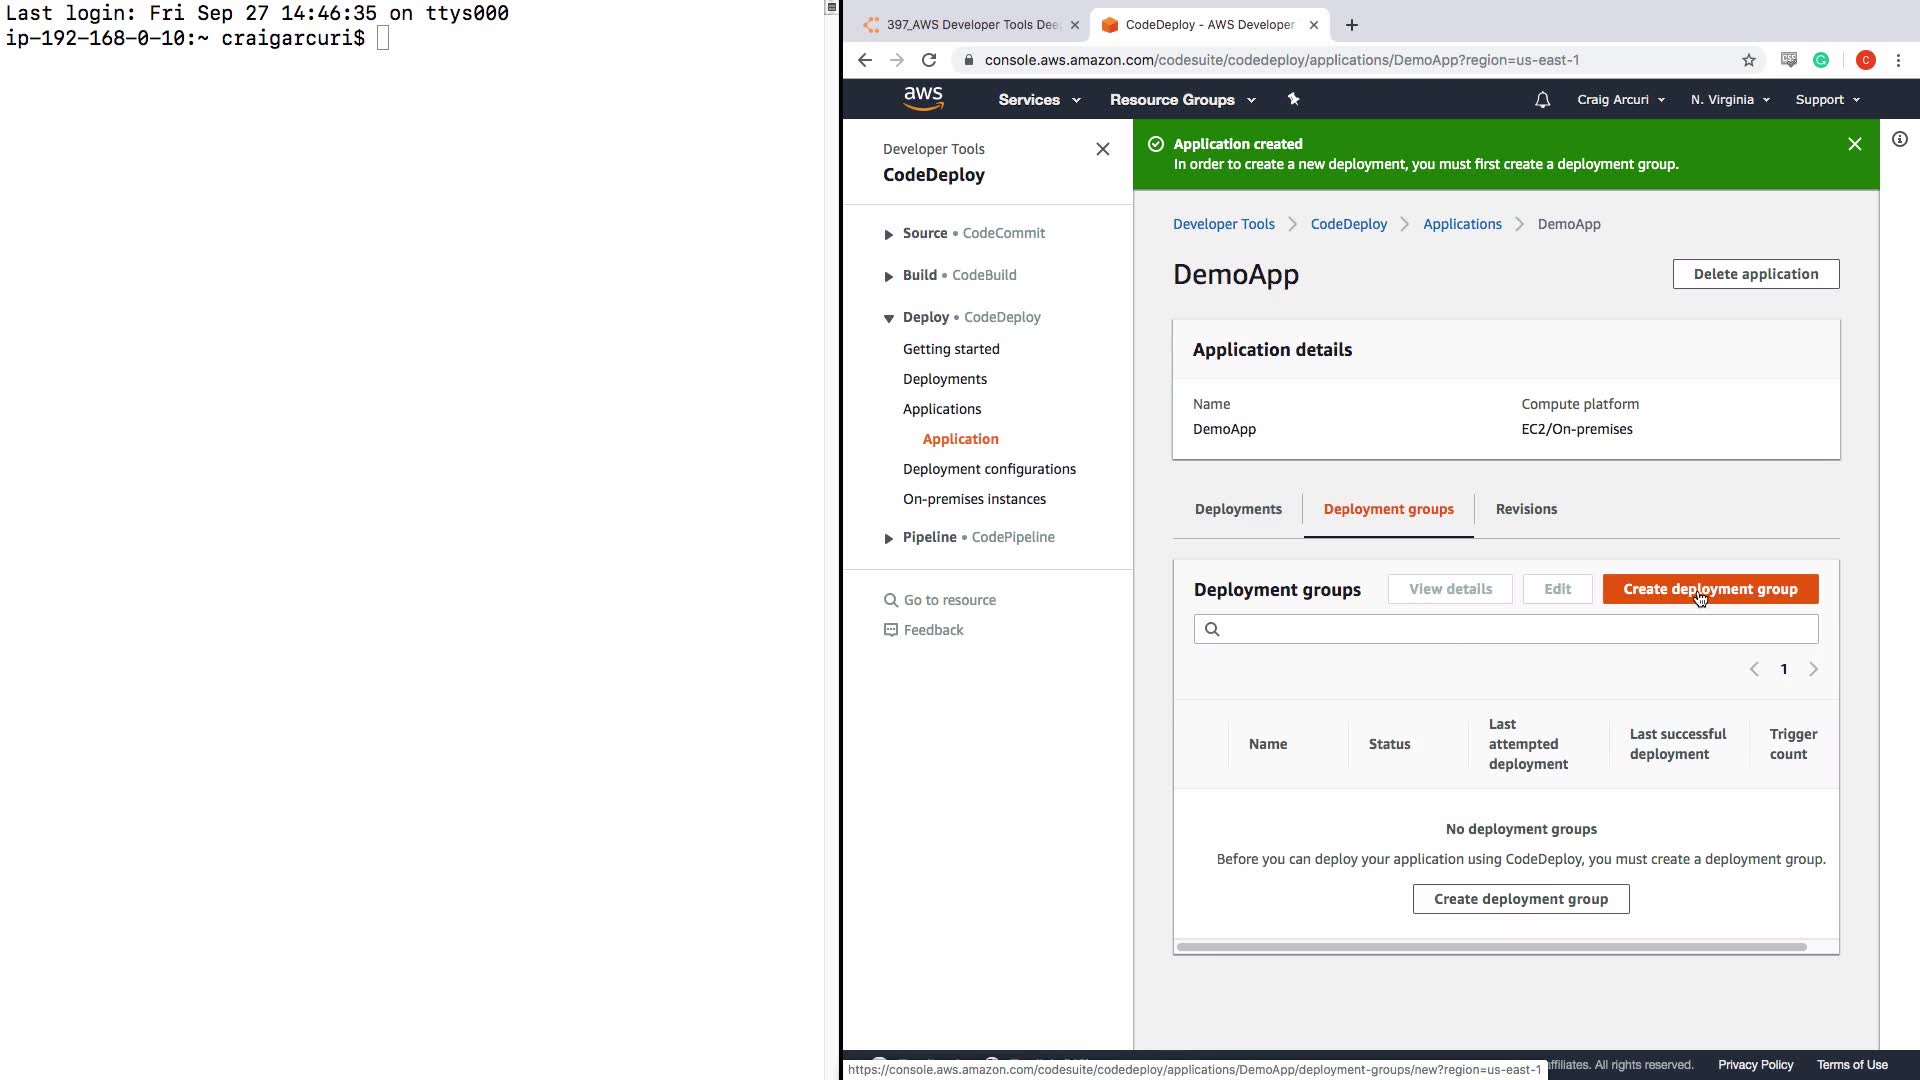 Last login: Fri Sep 27 14:46:35 on ttys000
ip-192-168-0-10:~ craigarcuri$
397_AWS Developer Tools Dee
CodeDeploy - AWS Developer
console.aws.amazon.com/codesuite/codedeploy/applications/DemoApp?region=us-east-1
CSS
C
aws
Services
Resource Groups
Craig Arcuri
N. Virginia
Support
Developer Tools
CodeDeploy
Source • CodeCommit
Build • CodeBuild
Deploy • CodeDeploy
Getting started
Deployments
Applications
Application
Deployment configurations
On-premises instances
Pipeline • CodePipeline
Go to resource
Feedback
Application created
In order to create a new deployment, you must first create a deployment group.
Developer Tools
CodeDeploy
Applications
DemoApp
DemoApp
Delete application
Application details
Name
DemoApp
Compute platform
EC2/On-premises
Deployments
Deployment groups
Revisions
Deployment groups
View details
Edit
Create deployment group
1
Name
Status
Last
attempted
deployment
Last successful
deployment
Trigger
count
No deployment groups
Before you can deploy your application using CodeDeploy, you must create a deployment group.
Create deployment group
https://console.aws.amazon.com/codesuite/codedeploy/applications/DemoApp/deployment-groups/new?region=us-east-1
ffiliates. All rights reserved.
Privacy Policy
Terms of Use